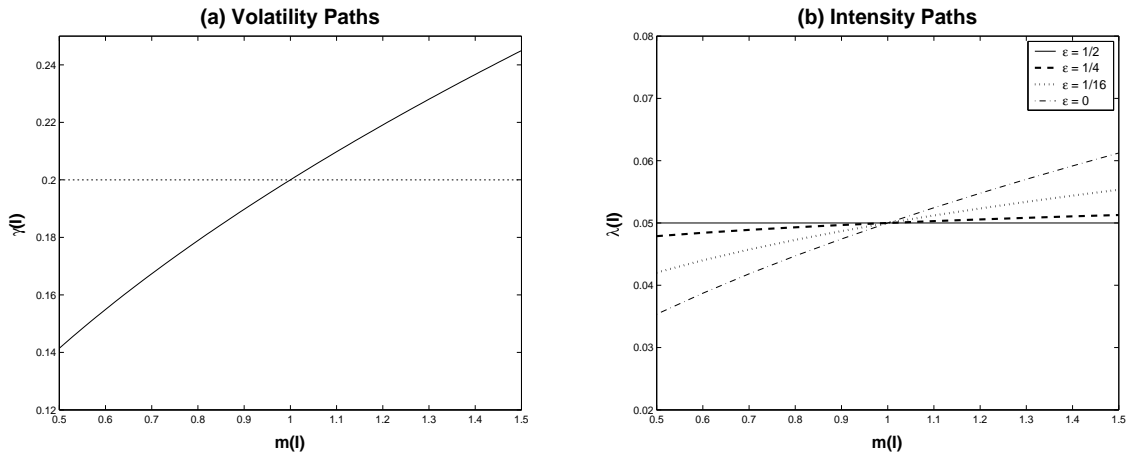 (a) Volatility Paths
0.24
0.22
0.2
0.18
0.16
0.14
0.12
γ(I)
0.5 0.6 0.7 0.8 0.9 1 1.1 1.2 1.3 1.4 1.5
m(I)
(b) Intensity Paths
0.08
0.07
0.06
0.05
0.04
0.03
0.02
λ(I)
ε = 1/2
ε = 1/4
ε = 1/16
ε = 0
0.5 0.6 0.7 0.8 0.9 1 1.1 1.2 1.3 1.4 1.5
m(I)